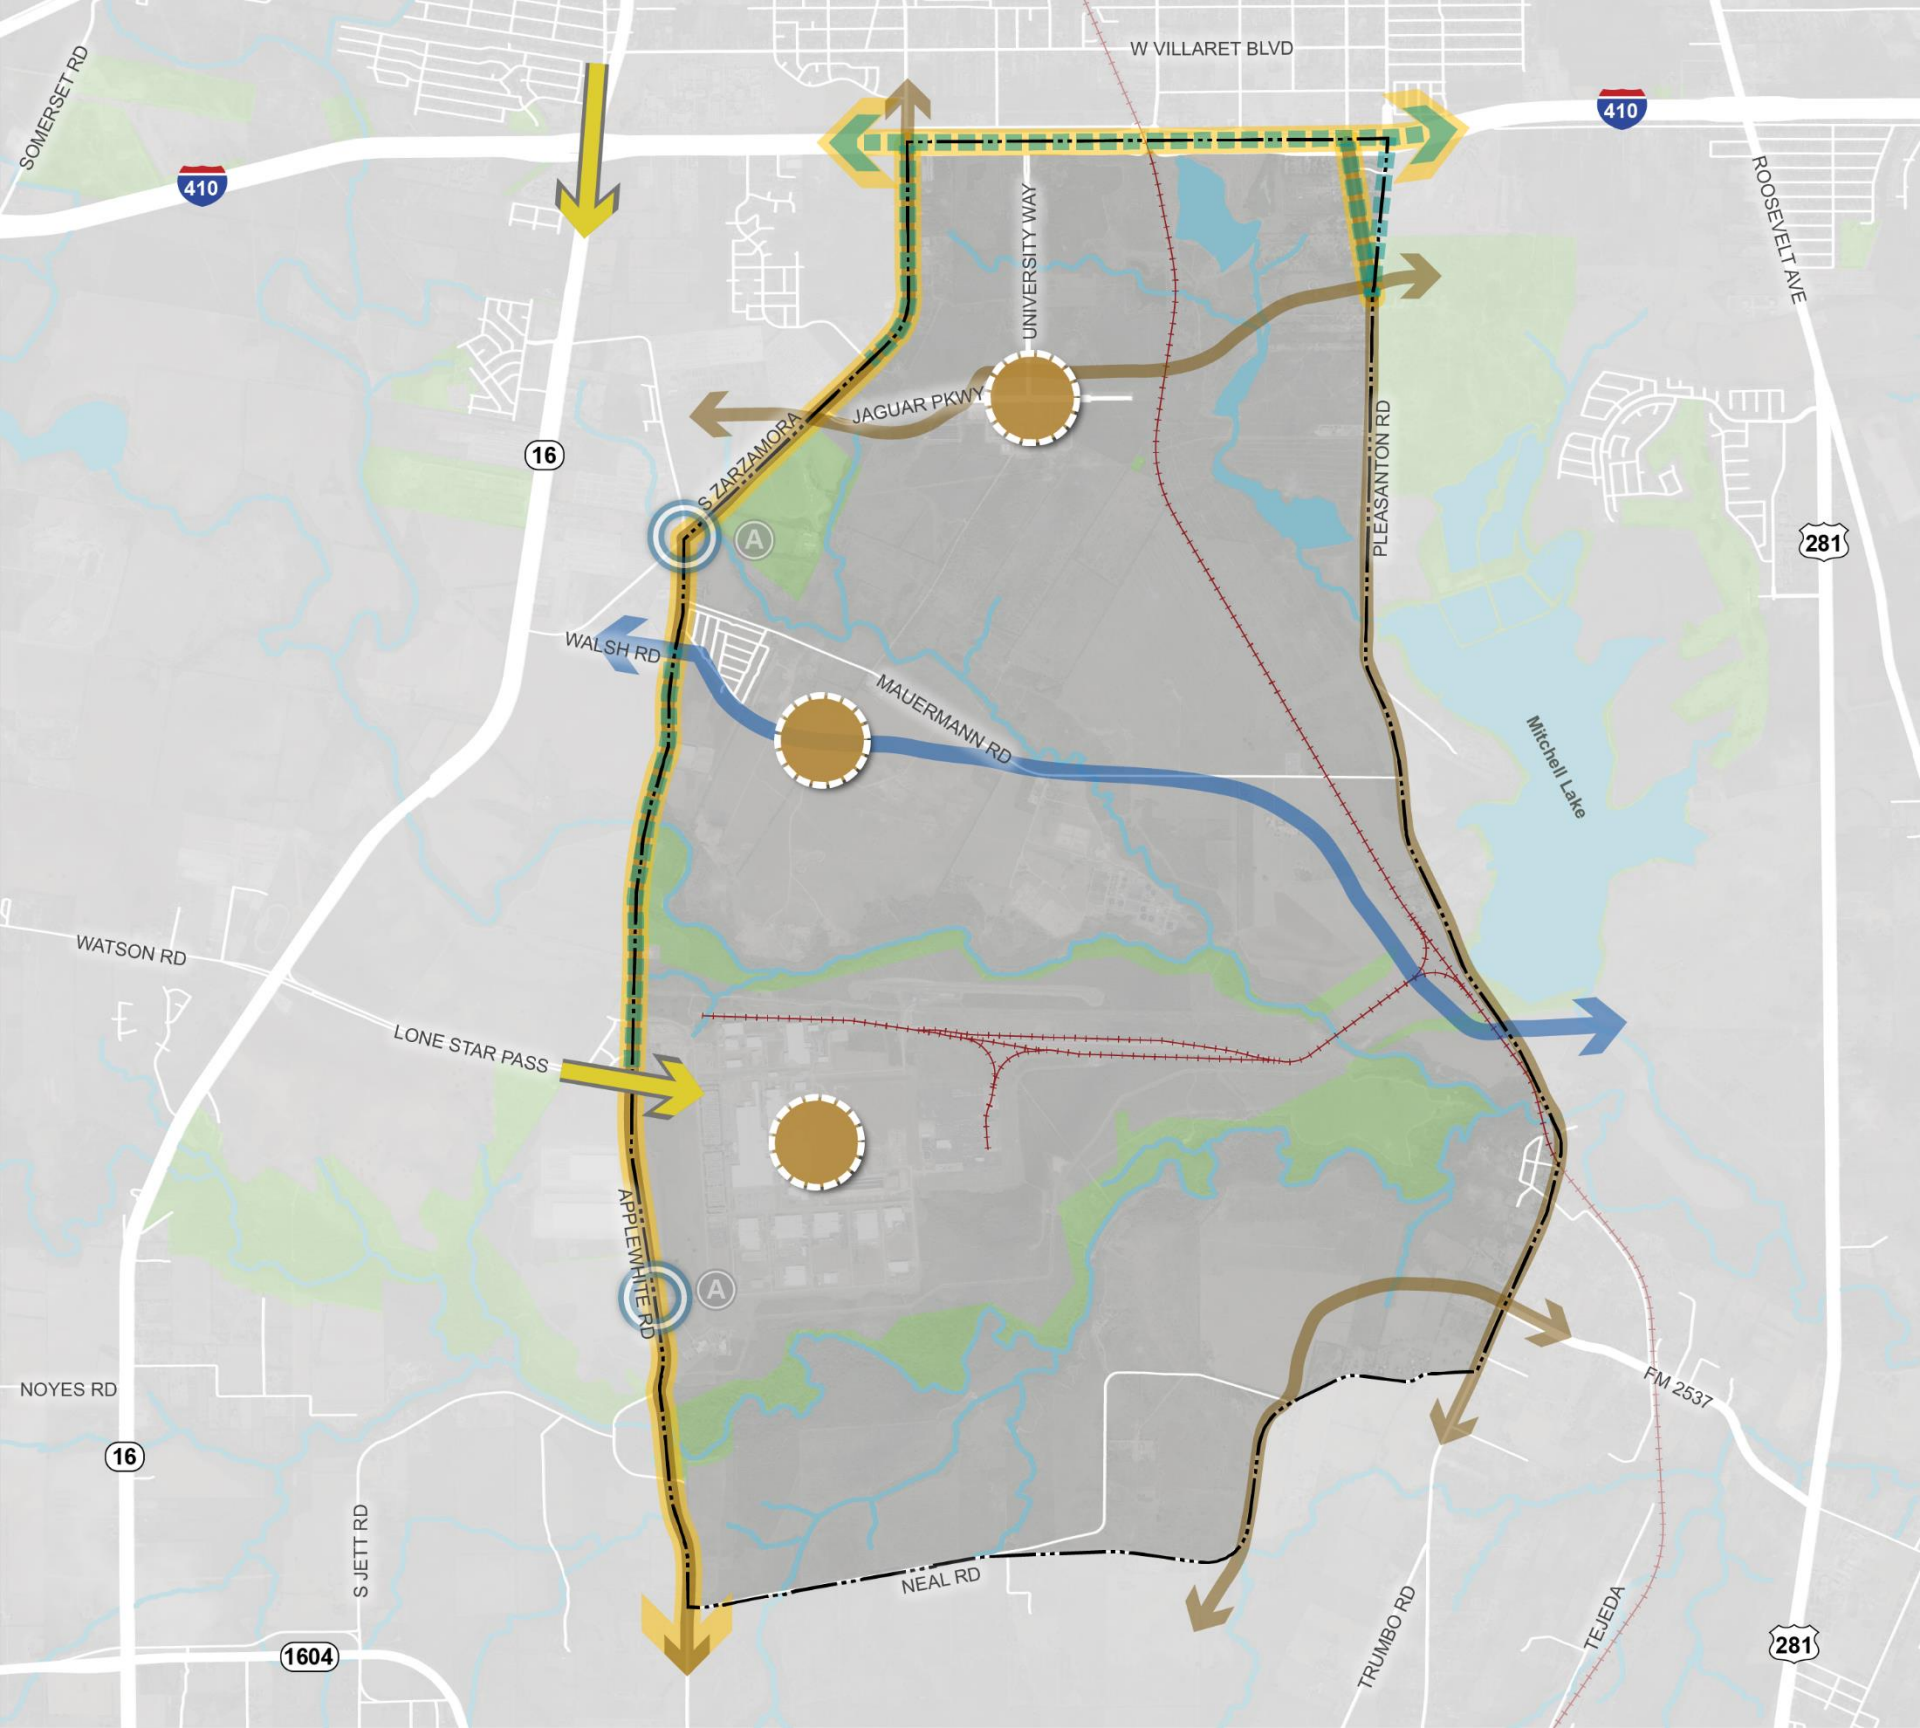 W VILLARET BLVD
SOMERSET RD
410
410
ROOSEVELT AVE
UNIVERSITY WAY
JAGUAR PKWY
S ZARZAMORA
16
PLEASANTON RD
A
281
WALSH RD
MAUERMANN RD
Mitchell Lake
WATSON RD
LONE STAR PASS
APPLEWHITE RD
A
NOYES RD
FM 2537
16
S JETT RD
NEAL RD
TRUMBO RD
TEJEDA
1604
281